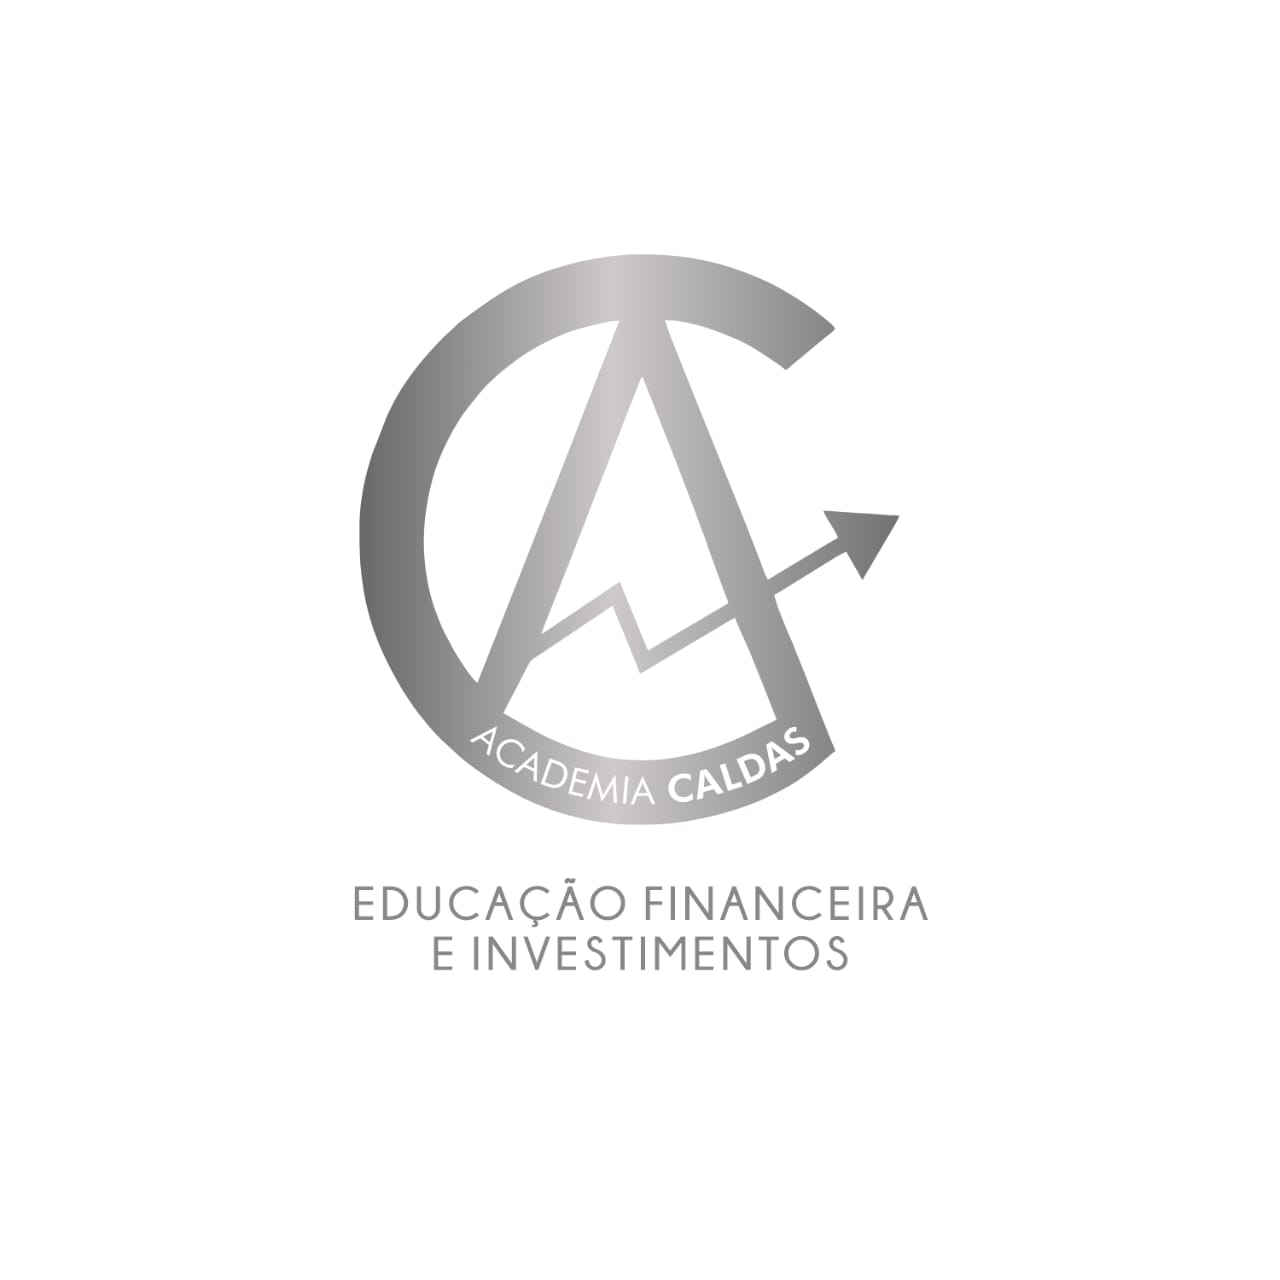 ACADEMIA CALDAS
EDUCAÇÃO FINANCEIRA
E INVESTIMENTOS